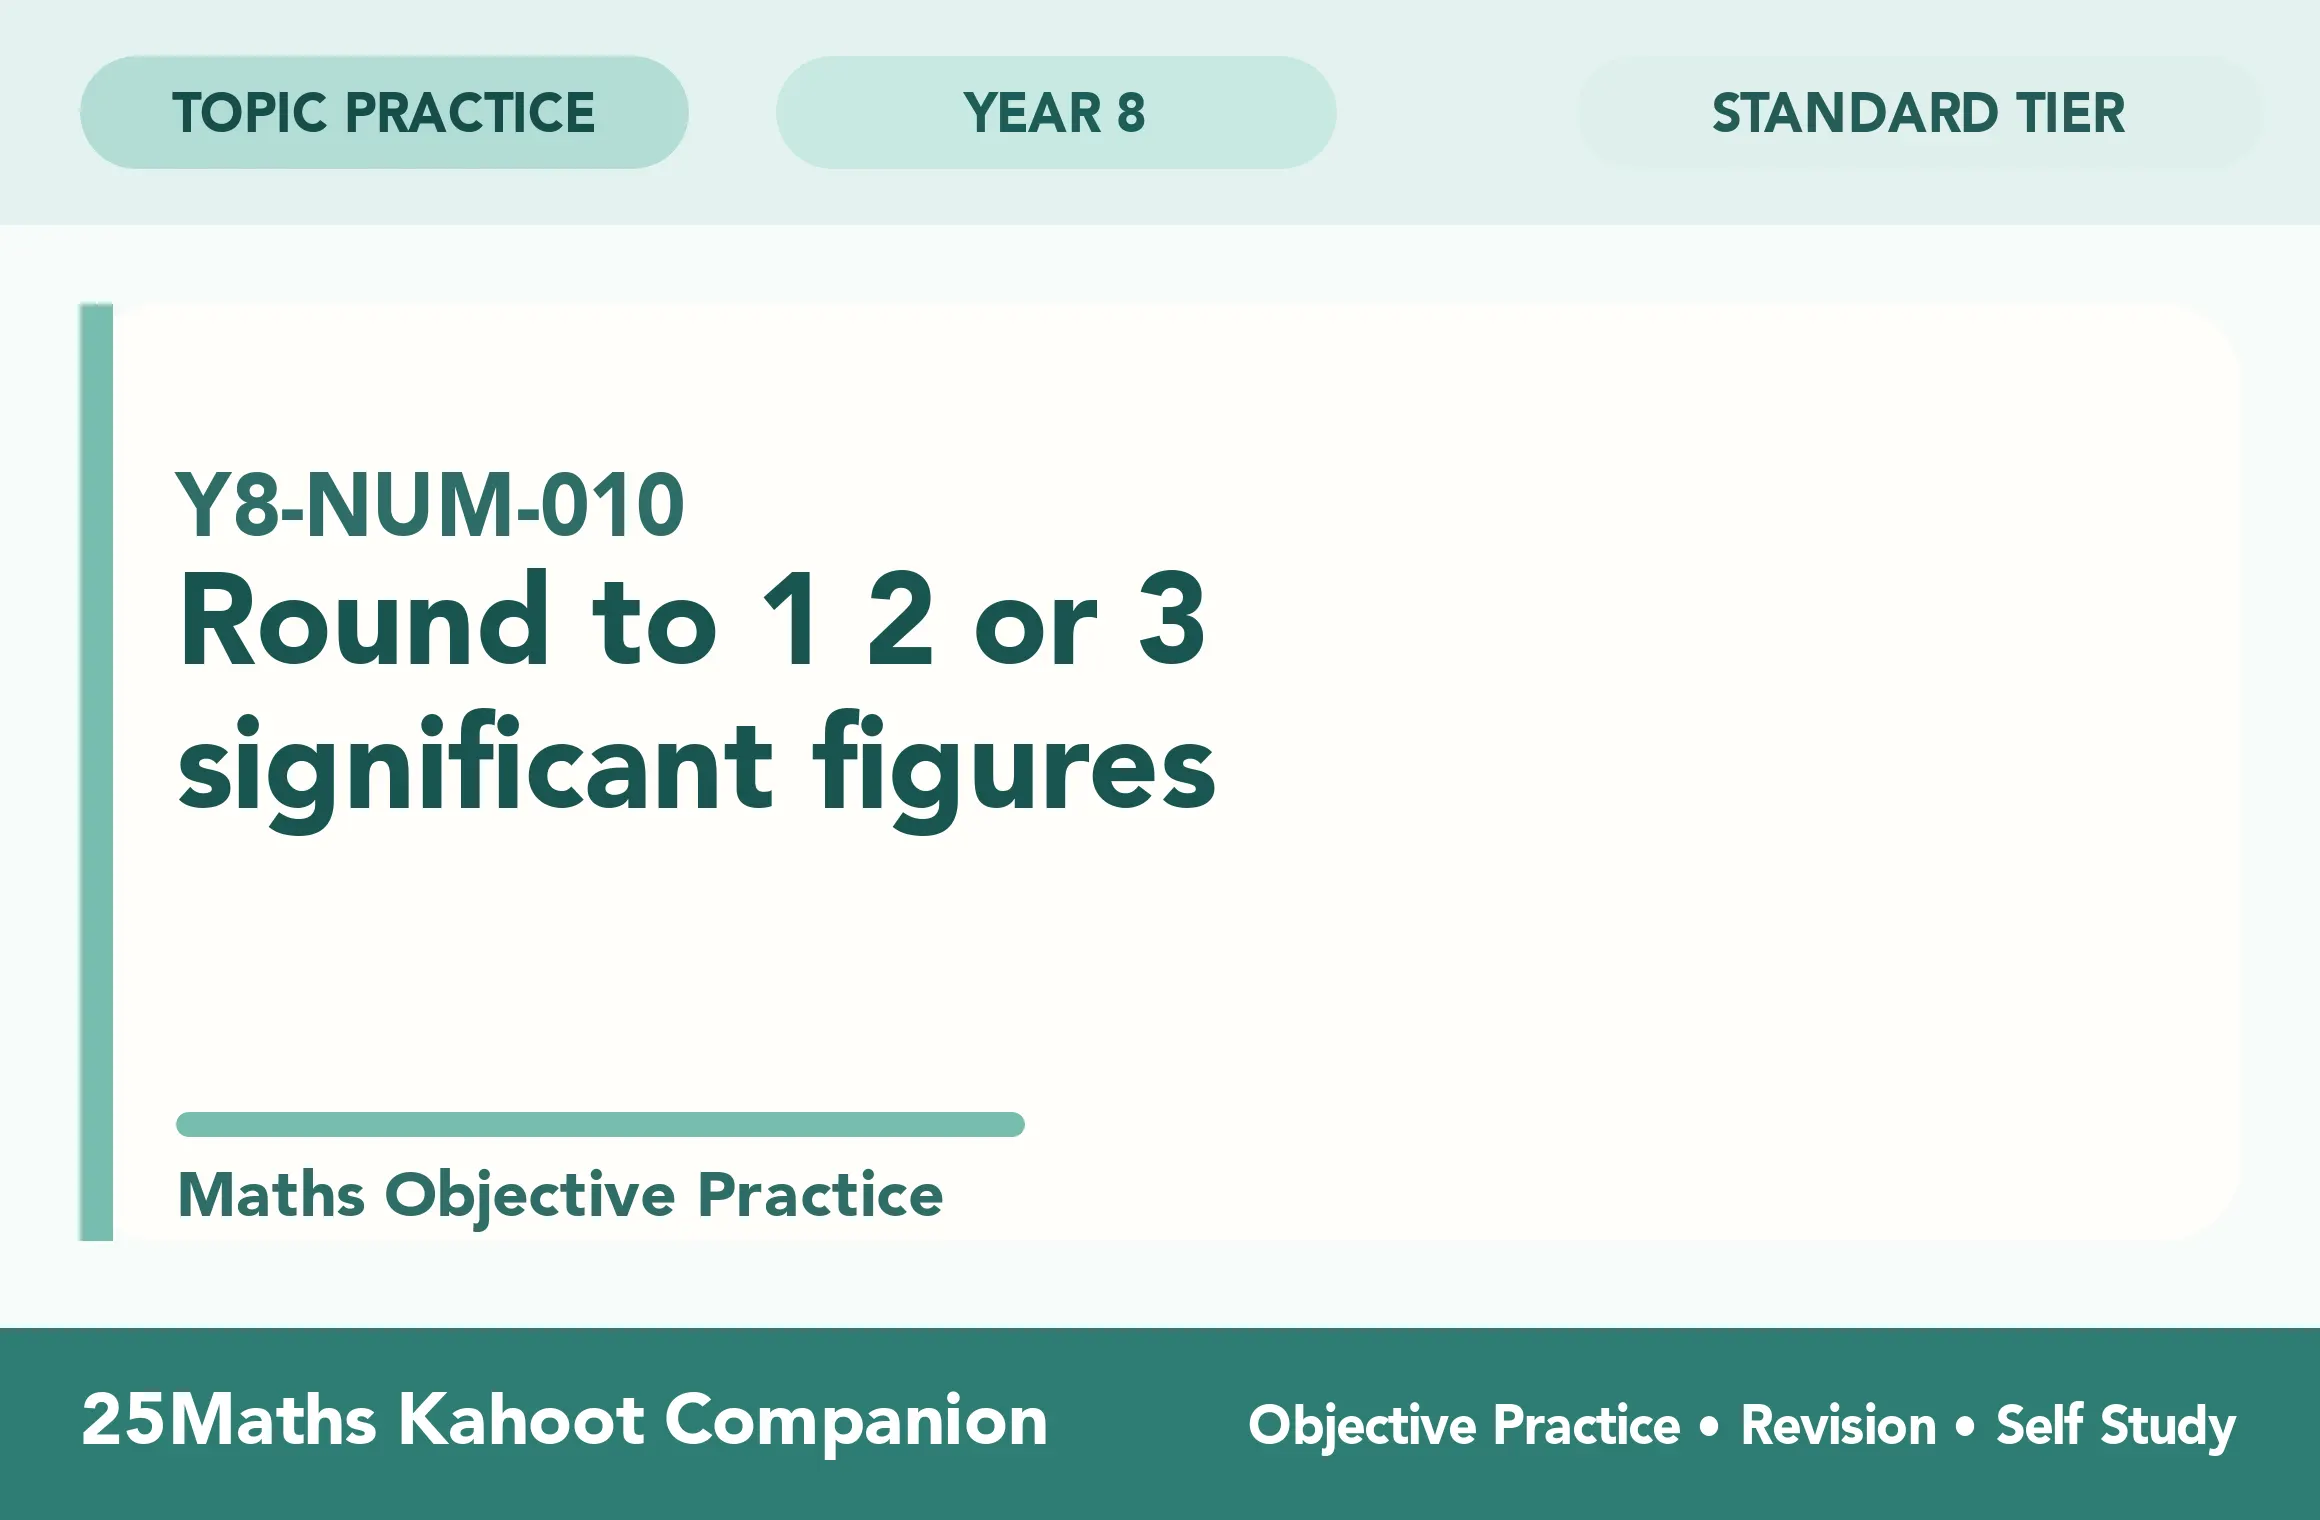 TOPIC PRACTICE
YEAR 8
STANDARD TIER
Y8-NUM-010
Round to 1 2 or 3
significant figures
Maths Objective Practice
25Maths Kahoot Companion
Objective Practice • Revision • Self Study